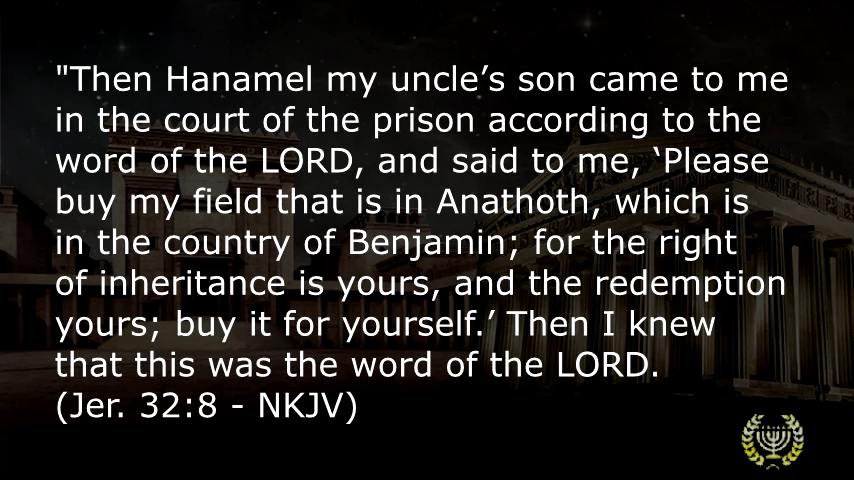 "Then Hanamel my uncle’s son came to me
in the court of the prison according to the
word of the LORD, and said to me, ‘Please
buy my field that is in Anathoth, which is
in the country of Benjamin; for the right
of inheritance is yours, and the redemption
yours; buy it for yourself.’ Then I knew
that this was the word of the LORD.
(Jer. 32:8 - NKJV)